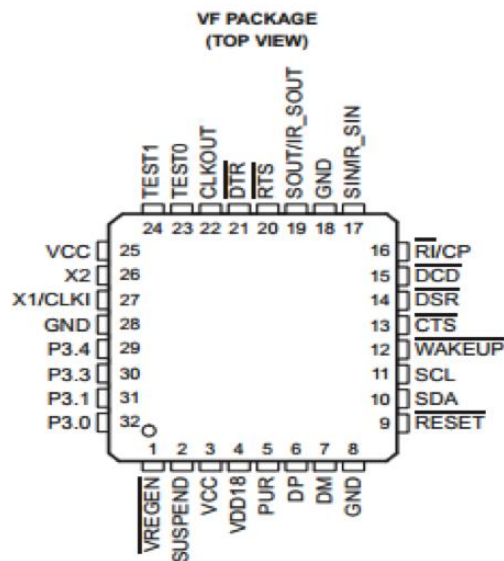 VF PACKAGE
(TOP VIEW)
TEST1
TEST0
CLKOUT
DTR
RTS
SOUT/IR_SOUT
GND
SIN/IR_SIN
24 23 22 21 20 19 18 17
VCC 25 16 RI/CP
X2 26 15 DCD
X1/CLKI 27 14 DSR
GND 28 13 CTS
P3.4 29 12 WAKEUP
P3.3 30 11 SCL
P3.1 31 10 SDA
P3.0 32 9 RESET
1 2 3 4 5 6 7 8
VREGEN
SUSPEND
VCC
VDD18
PUR
DP
DM
GND